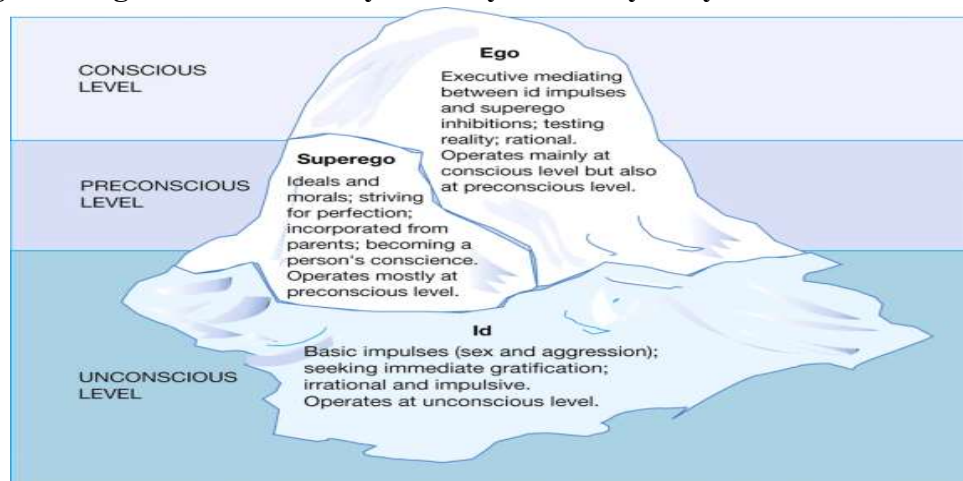 CONSCIOUS
LEVEL
Ego
Executive mediating
between id impulses
and superego
inhibitions; testing
reality; rational.
Operates mainly at
conscious level but also
at preconscious level.
PRECONSCIOUS
LEVEL
Superego
Ideals and
morals; striving
for perfection;
incorporated from
parents; becoming a
person's conscience.
Operates mostly at
preconscious level.
UNCONSCIOUS
LEVEL
Id
Basic impulses (sex and aggression);
seeking immediate gratification;
irrational and impulsive.
Operates at unconscious level.